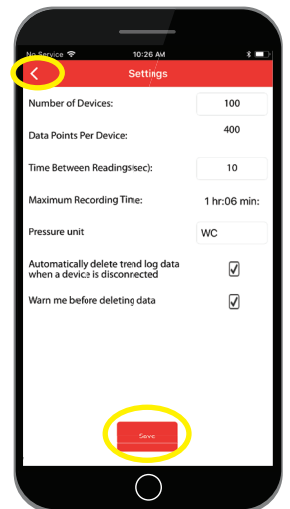 No Service 10:26 AM
Settings
Number of Devices: 100
Data Points Per Device: 400
Time Between Readings(sec): 10
Maximum Recording Time: 1 hr:06 min:
Pressure unit WC
Automatically delete trend log data
when a device is disconnected
Warn me before deleting data
Save